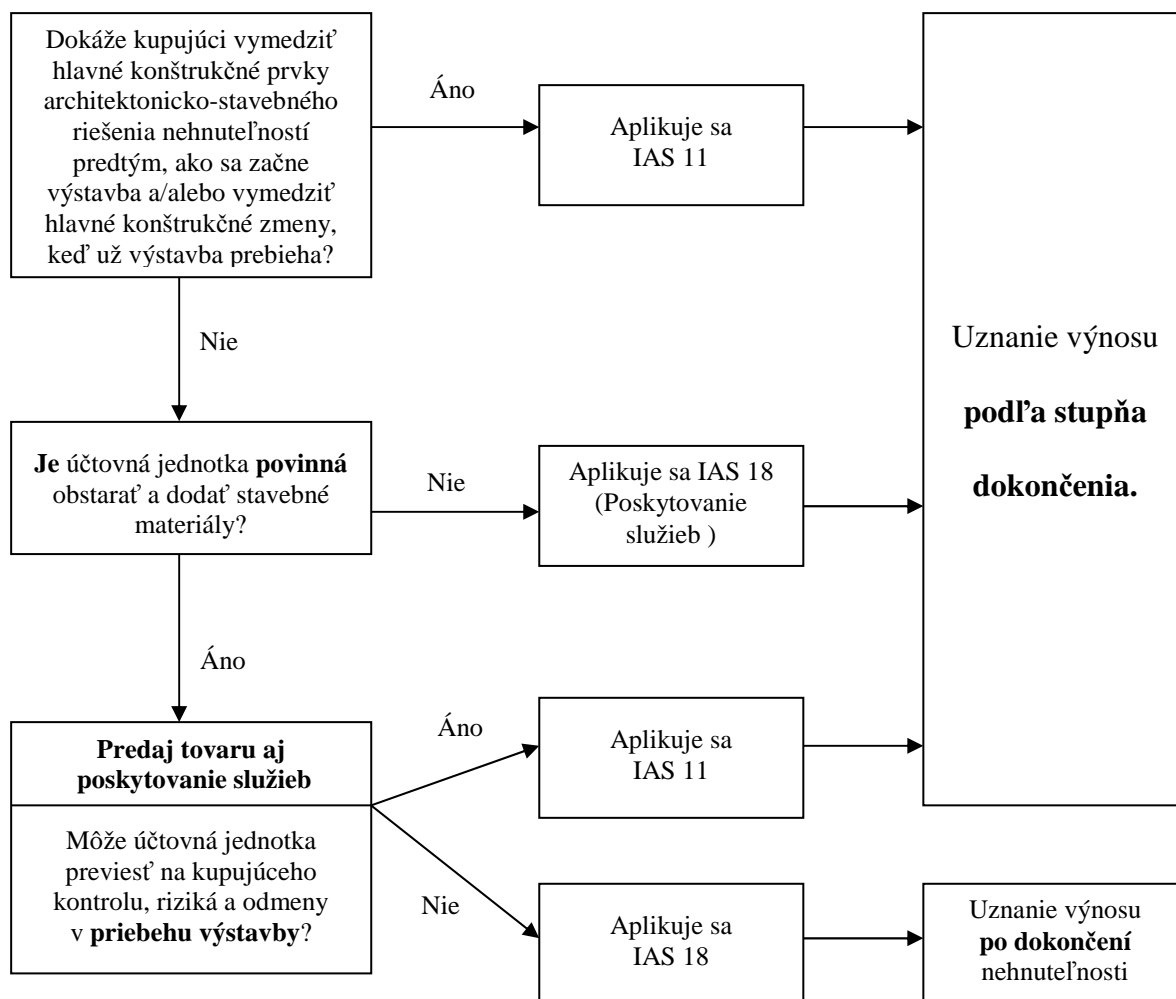 Dokáže kupujúci vymedziť
hlavné konštrukčné prvky
architektonicko-stavebného
riešenia nehnuteľností
predtým, ako sa začne
výstavba a/alebo vymedziť
hlavné konštrukčné zmeny,
keď už výstavba prebieha?
Áno
Aplikuje sa
IAS 11
Nie
Uznanie výnosu
podľa stupňa
dokončenia.
Je účtovná jednotka povinná
obstarať a dodať stavebné
materiály?
Nie
Aplikuje sa IAS 18
(Poskytovanie
služieb )
Áno
Predaj tovaru aj
poskytovanie služieb
Môže účtovná jednotka
previesť na kupujúceho
kontrolu, riziká a odmeny
v priebehu výstavby?
Áno
Aplikuje sa
IAS 11
Nie
Aplikuje sa
IAS 18
Uznanie výnosu
po dokončení
nehnuteľnosti